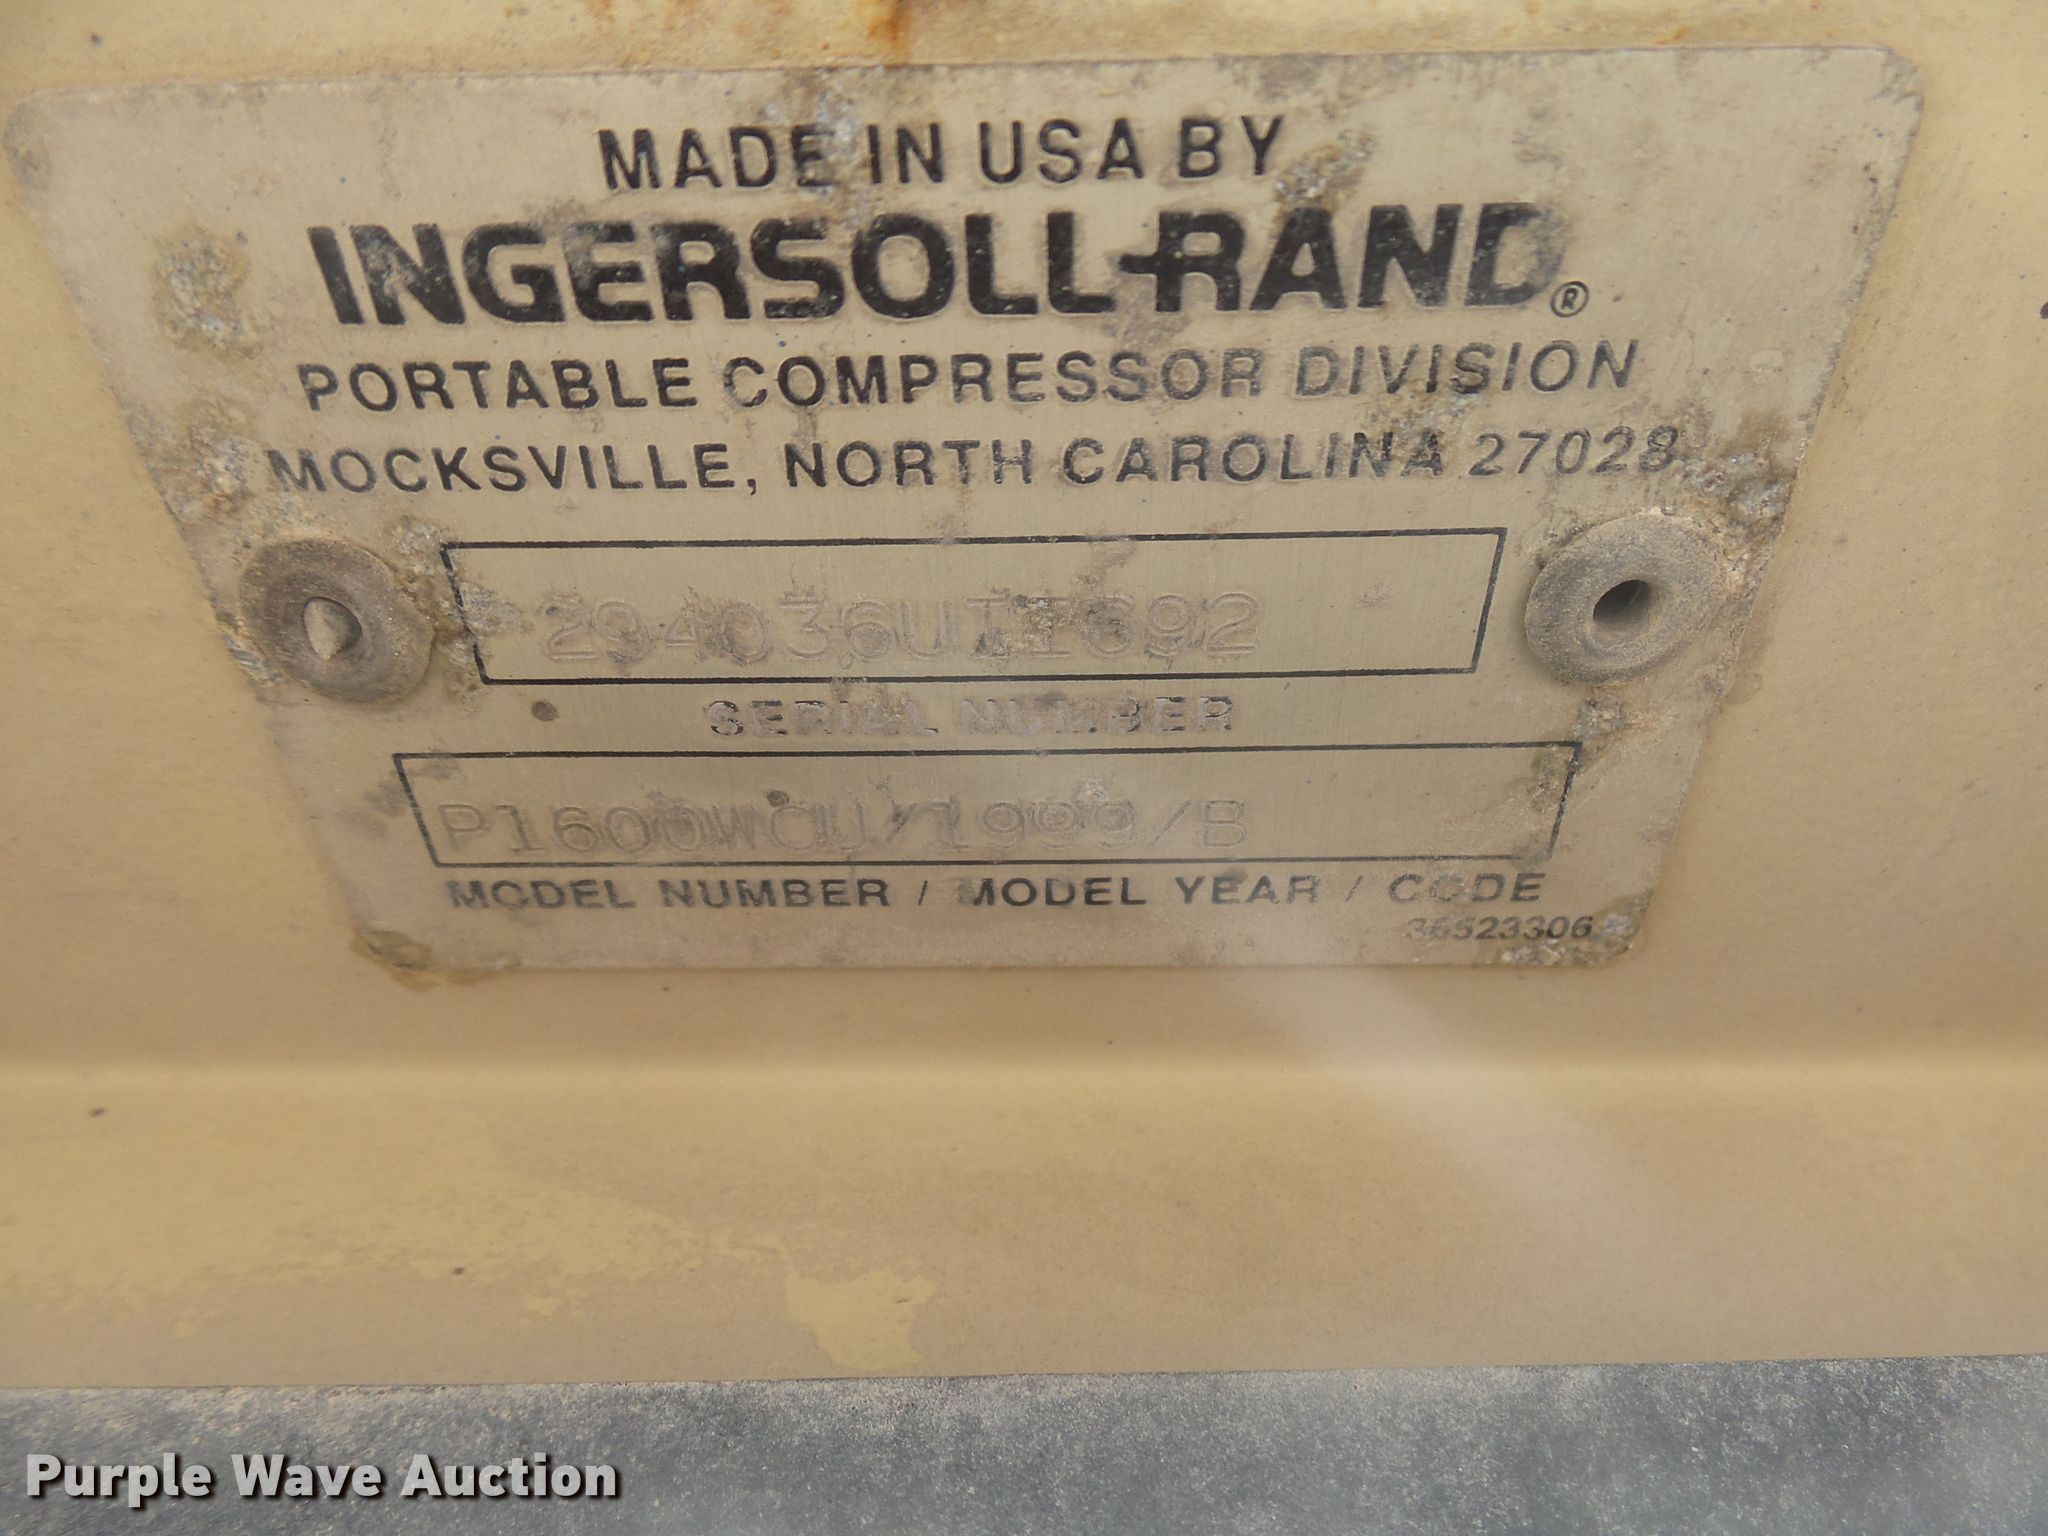 MADE IN USA BY
INGERSOLL-RAND®
PORTABLE COMPRESSOR DIVISION
MOCKSVILLE, NORTH CAROLINA 27028
294036UII692
SERIAL NUMBER
P1600WCU/1999/B
MODEL NUMBER / MODEL YEAR / CODE
36523306
Purple Wave Auction